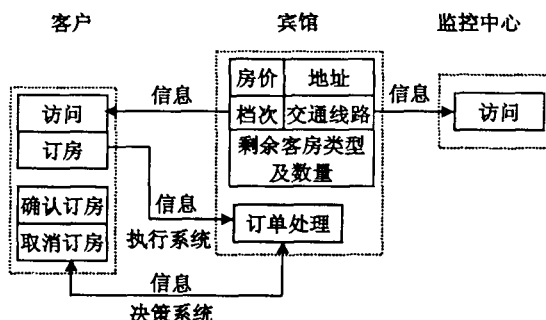 客户
宾馆
监控中心
房价
地址
信息
档次
交通线路
信息
访问
访问
订房
剩余客房类型
及数量
确认订房
信息
订单处理
取消订房
执行系统
信息
决策系统